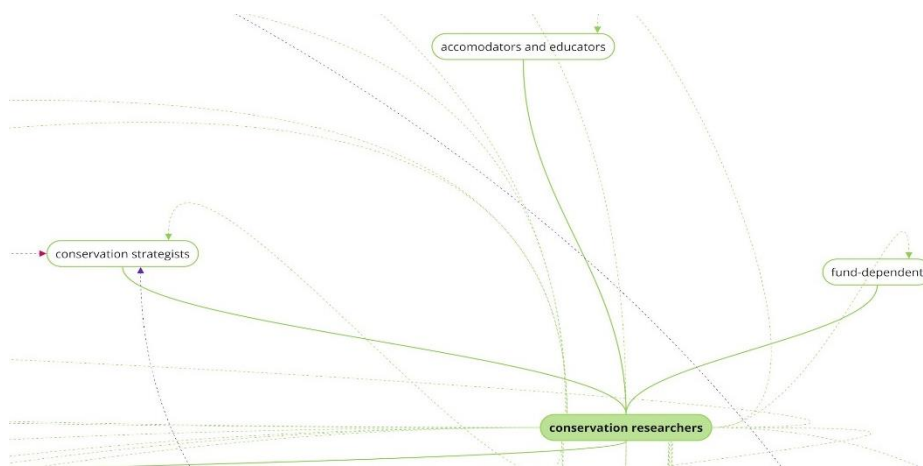 accomodators and educators
conservation strategists
fund-dependent
conservation researchers